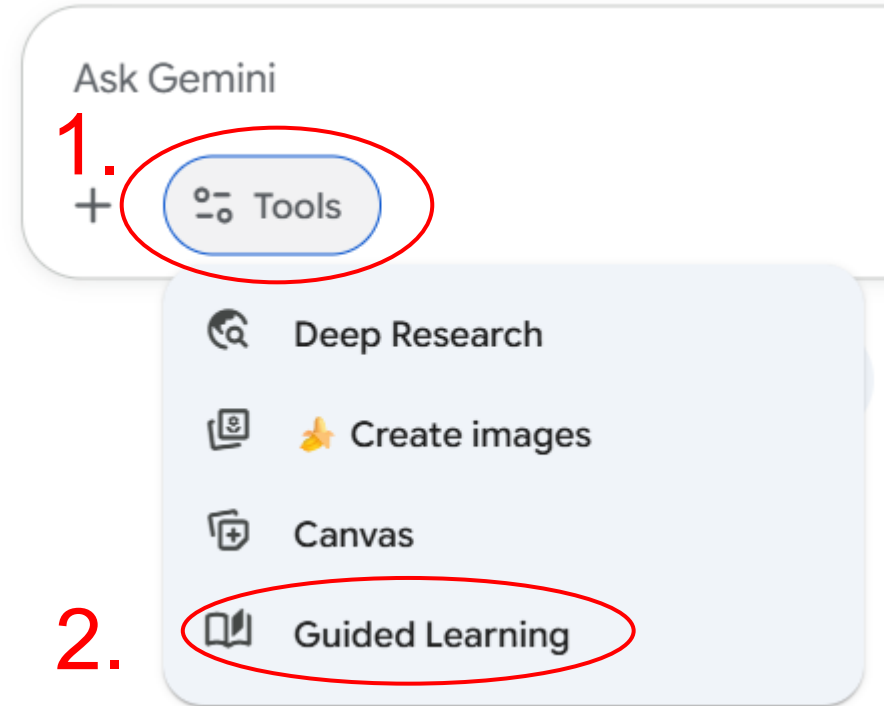 Ask Gemini
1.
Tools
Deep Research
Create images
Canvas
2.
Guided Learning